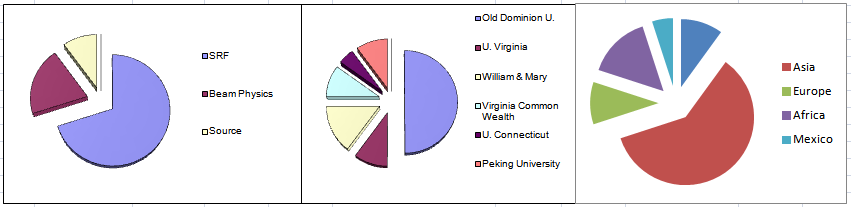 SRF
Beam Physics
Source
Old Dominion U.
U. Virginia
William & Mary
Virginia Common
Wealth
U. Connecticut
Peking University
Asia
Europe
Africa
Mexico